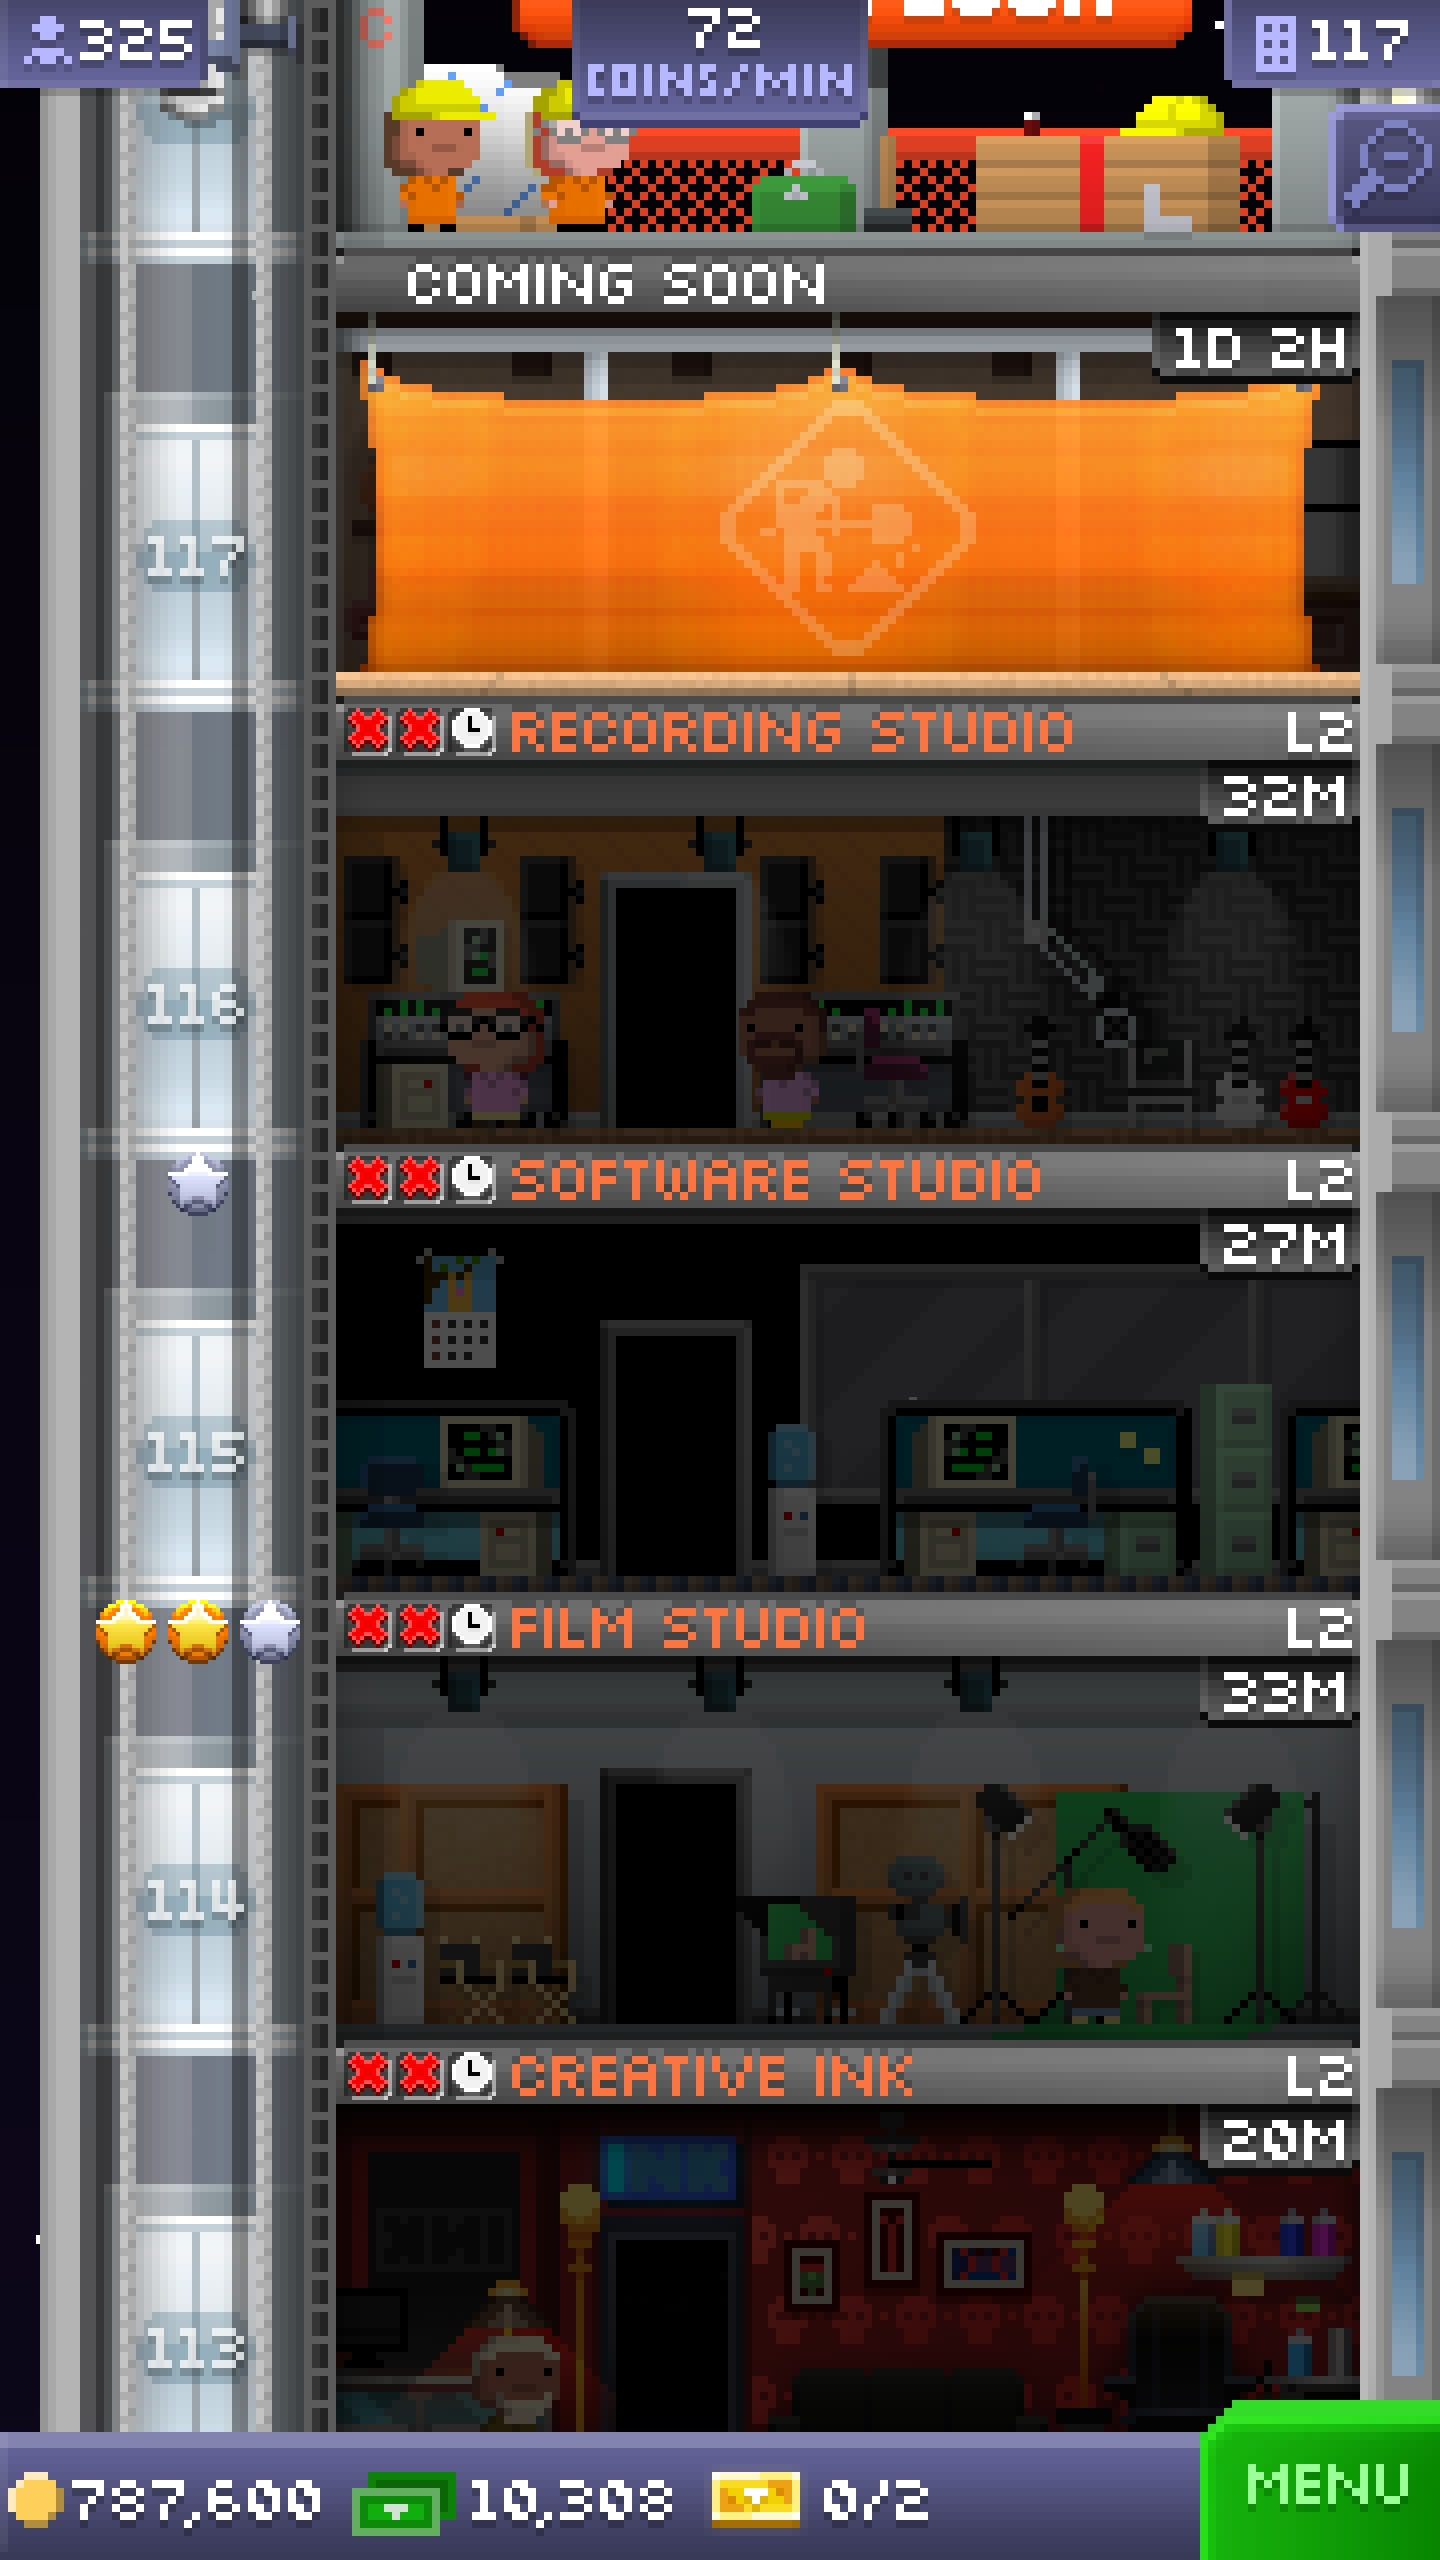 325
72
COINS/MIN
117
COMING SOON
1D 2H
117
RECORDING STUDIO L2
32M
116
SOFTWARE STUDIO L2
27M
115
FILM STUDIO L2
33M
114
CREATIVE INK L2
20M
INK
113
787,600 10,308 0/2
MENU